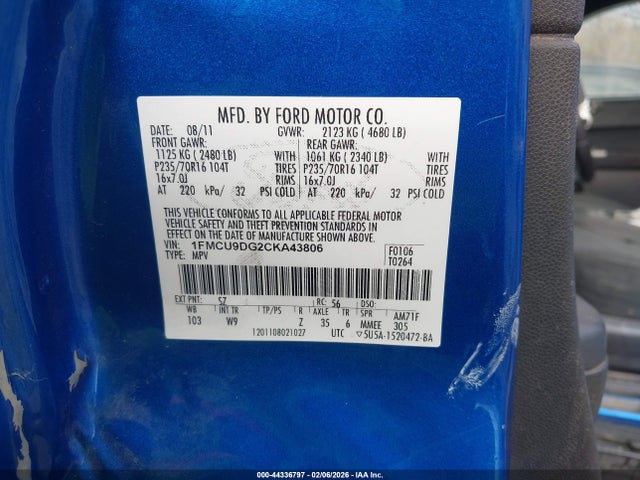 MFD. BY FORD MOTOR CO.
DATE: 08/11 GVWR: 2123 KG ( 4680 LB)
FRONT GAWR: REAR GAWR:
1125 KG ( 2480 LB) WITH 1061 KG ( 2340 LB) WITH
P235/70R16 104T TIRES P235/70R16 104T TIRES
16x7.0J RIMS 16x7.0J RIMS
AT 220 kPa/ 32 PSI COLD AT 220 kPa/ 32 PSI COLD
THIS VEHICLE CONFORMS TO ALL APPLICABLE FEDERAL MOTOR
VEHICLE SAFETY AND THEFT PREVENTION STANDARDS
IN EFFECT ON THE DATE OF MANUFACTURE SHOWN ABOVE.
VIN: 1FMCU9DG2CKA43806 F0106
TYPE: MPV T0264
EXT PNT: SZ RC: 56 DSO:
WB INT TR TP/PS R AXLE TR SPR AM71F
103 W9 Z 35 6 MMEE 305
1201108021027 UTC ▽5U5A-1520472-BA
000-44336797 - 02/06/2026 - IAA Inc.